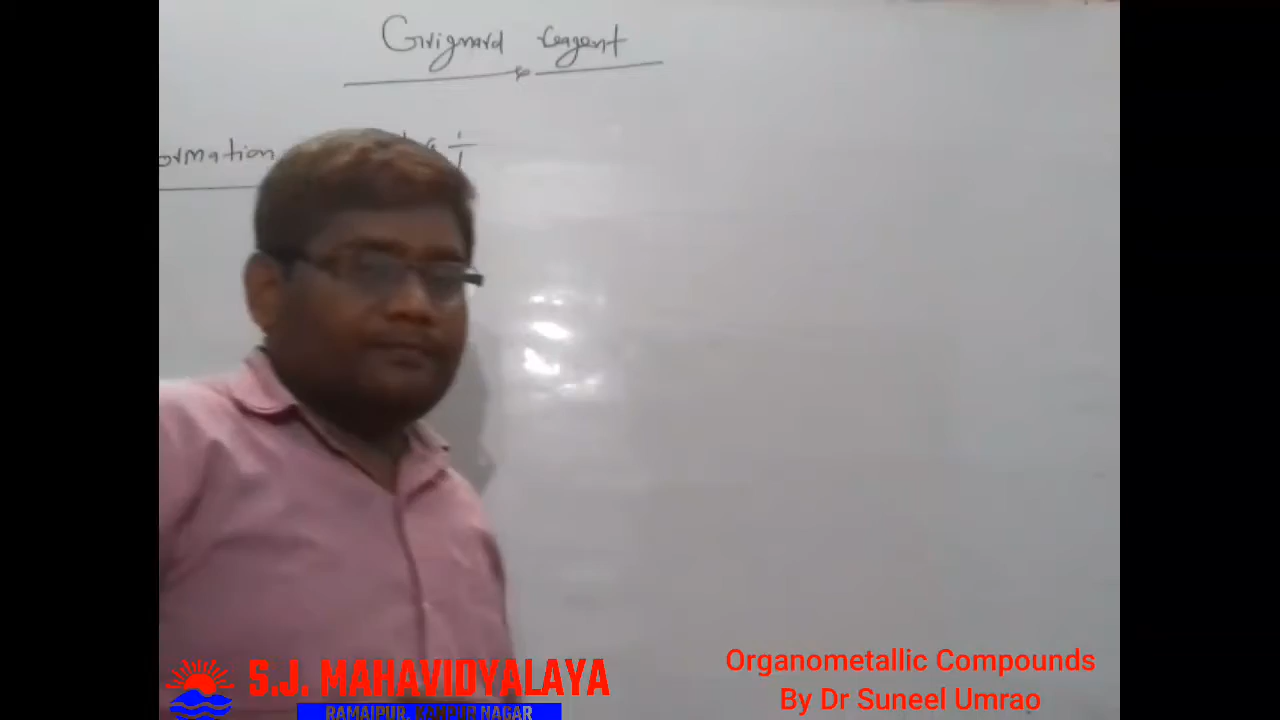 Grignard reagent
ormation
S.J. MAHAVIDYALAYA
RAMAIPUR, KANPUR NAGAR
Organometallic Compounds
By Dr Suneel Umrao